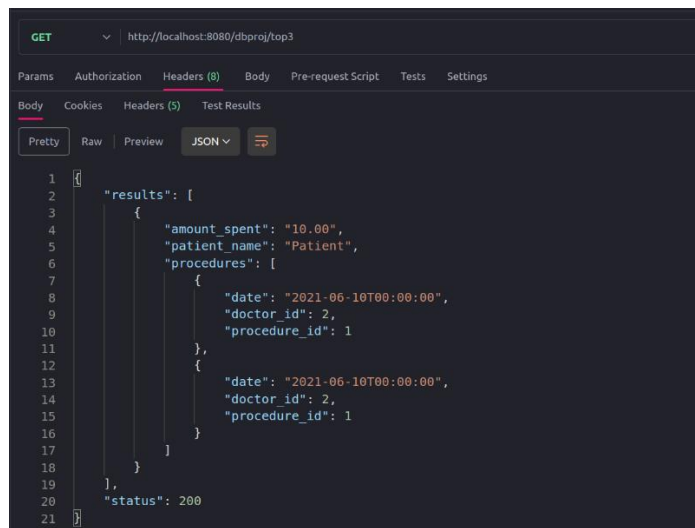 GET http://localhost:8080/dbproj/top3
Params Authorization Headers (8) Body Pre-request Script Tests Settings
Body Cookies Headers (5) Test Results
Pretty Raw Preview JSON
1 {
2 "results": [
3 {
4 "amount_spent": "10.00",
5 "patient_name": "Patient",
6 "procedures": [
7 {
8 "date": "2021-06-10T00:00:00",
9 "doctor_id": 2,
10 "procedure_id": 1
11 },
12 {
13 "date": "2021-06-10T00:00:00",
14 "doctor_id": 2,
15 "procedure_id": 1
16 }
17 ]
18 }
19 ],
20 "status": 200
21 }